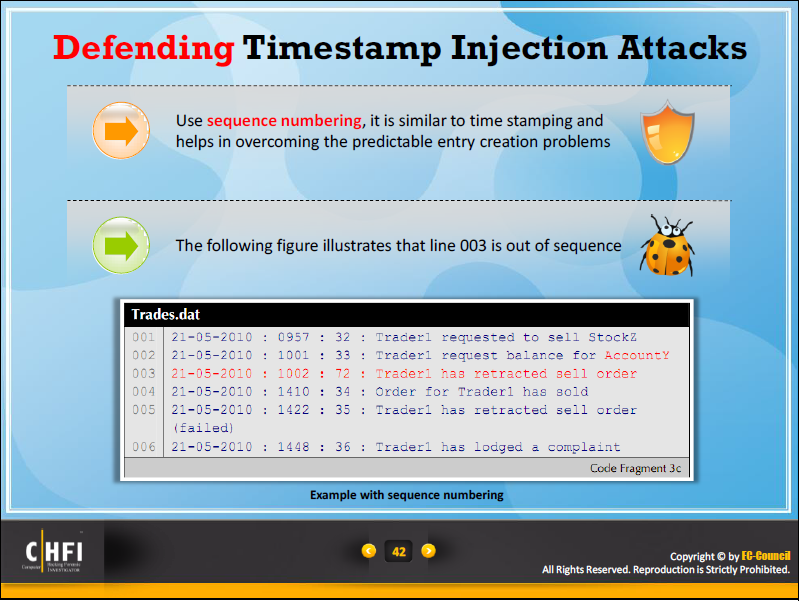 Defending Timestamp Injection Attacks
Use sequence numbering, it is similar to time stamping and
helps in overcoming the predictable entry creation problems
The following figure illustrates that line 003 is out of sequence
Trades.dat
001 21-05-2010 : 0957 : 32 : Trader1 requested to sell StockZ
002 21-05-2010 : 1001 : 33 : Trader1 request balance for AccountY
003 21-05-2010 : 1002 : 72 : Trader1 has retracted sell order
004 21-05-2010 : 1410 : 34 : Order for Trader1 has sold
005 21-05-2010 : 1422 : 35 : Trader1 has retracted sell order
(failed)
006 21-05-2010 : 1448 : 36 : Trader1 has lodged a complaint
Code Fragment 3c
Example with sequence numbering
CHFI
Computer Hacking Forensic
INVESTIGATOR
42
Copyright © by EC-Council
All Rights Reserved. Reproduction is Strictly Prohibited.